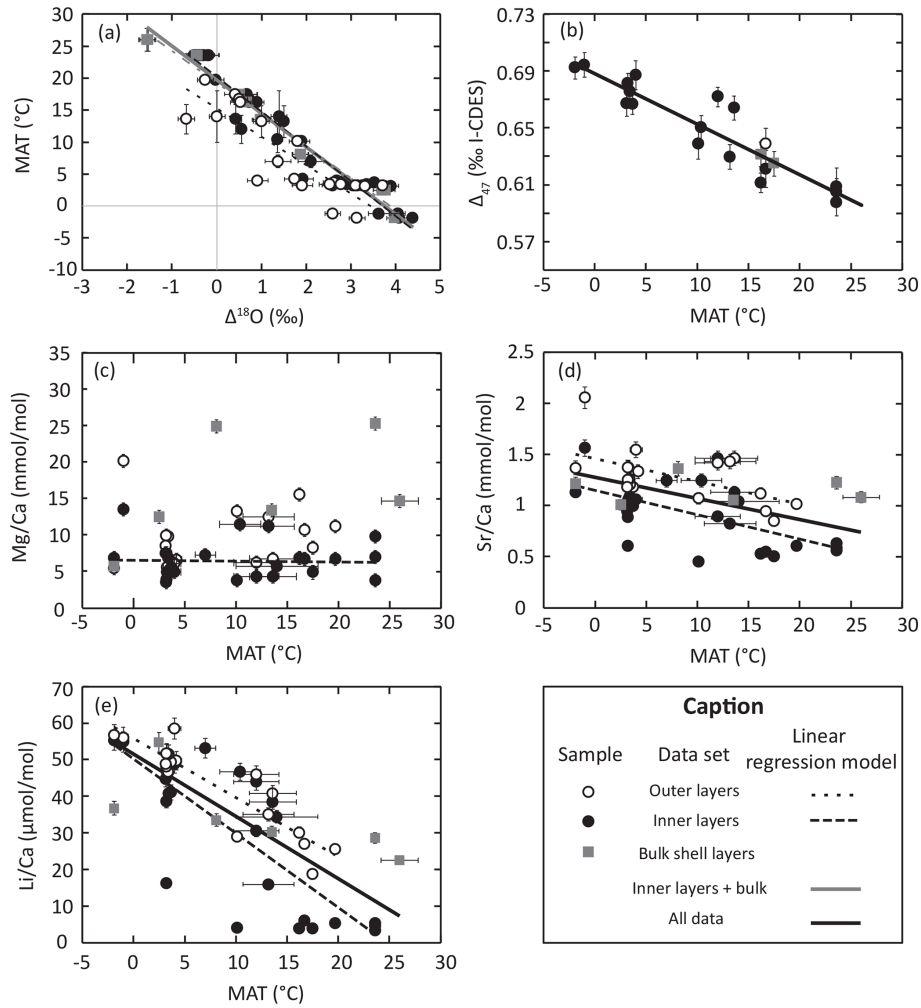 (a)
MAT (°C)
30
25
20
15
10
5
0
-5
-10
-3 -2 -1 0 1 2 3 4 5
Δ¹⁸O (‰)
(b)
Δ₄₇ (‰ I-CDES)
0.73
0.69
0.65
0.61
0.57
-5 0 5 10 15 20 25 30
MAT (°C)
(c)
Mg/Ca (mmol/mol)
35
30
25
20
15
10
5
0
-5 0 5 10 15 20 25 30
MAT (°C)
(d)
Sr/Ca (mmol/mol)
2.5
2
1.5
1
0.5
0
-5 0 5 10 15 20 25 30
MAT (°C)
(e)
Li/Ca (µmol/mol)
70
60
50
40
30
20
10
0
-5 0 5 10 15 20 25 30
MAT (°C)
Caption
Sample Data set Linear
regression model
Outer layers
Inner layers
Bulk shell layers
Inner layers + bulk
All data